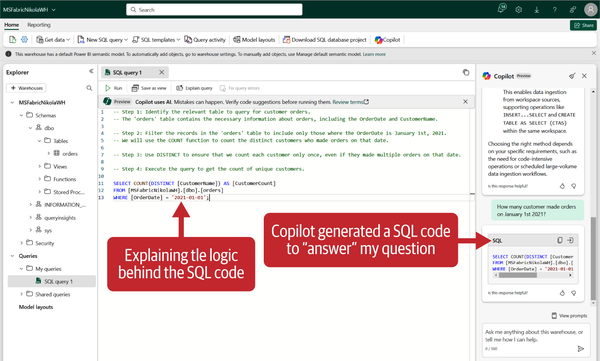 MSFabricNikolaWH
Search
Home
Reporting
Share
Get data
New SQL query
SQL templates
Query activity
Model layouts
Download SQL database project
Copilot
This warehouse has a default Power BI semantic model. To automatically add objects, go to warehouse settings. To manually add objects, use Manage default semantic model. Learn more
Explorer
+ Warehouses
MSFabricNikolaWH
Schemas
dbo
Tables
orders
Views
Functions
Stored Proc...
INFORMATION_...
queryinsights
sys
Security
Queries
My queries
SQL query 1
Shared queries
Model layouts
SQL query 1
Run
Save as view
Explain query
Fix query errors
Preview
Copilot uses AI. Mistakes can happen. Verify code suggestions before running them. Review terms
1
-- Step 1: Identify the relevant table to query for customer orders.
2
-- The 'orders' table contains the necessary information about orders, including the OrderDate and CustomerName.
3
4
-- Step 2: Filter the records in the 'orders' table to include only those where the OrderDate is January 1st, 2021.
5
-- We will use the COUNT function to count the distinct customers who made orders on that date.
6
7
-- Step 3: Use DISTINCT to ensure that we count each customer only once, even if they made multiple orders on that date.
8
9
-- Step 4: Execute the query to get the count of unique customers.
10
11
SELECT COUNT(DISTINCT [CustomerName]) AS [CustomerCount]
12
FROM [MSFabricNikolaWH].[dbo].[orders]
13
WHERE [OrderDate] = '2021-01-01';
Explaining tle logic
behind the SQL code
Copilot generated a SQL code
to “answer” my question
Copilot
Preview
This enables data ingestion
from workspace sources,
supporting operations like
INSERT...SELECT and CREATE
TABLE AS SELECT (CTAS)
within the same workspace.
Choosing the right method depends
on your specific requirements, such as
the need for code-intensive
operations or scheduled large-volume
data ingestion workflows.
Is this response helpful?
How many customer made orders
on January 1st 2021?
SQL
SELECT COUNT(DISTINCT [Customer
FROM [MSFabricNikolaWH].[dbo].[
WHERE [OrderDate] = '2021-01-01
Is this response helpful?
View prompts
Ask me anything about this warehouse, or
tell me how I can help.